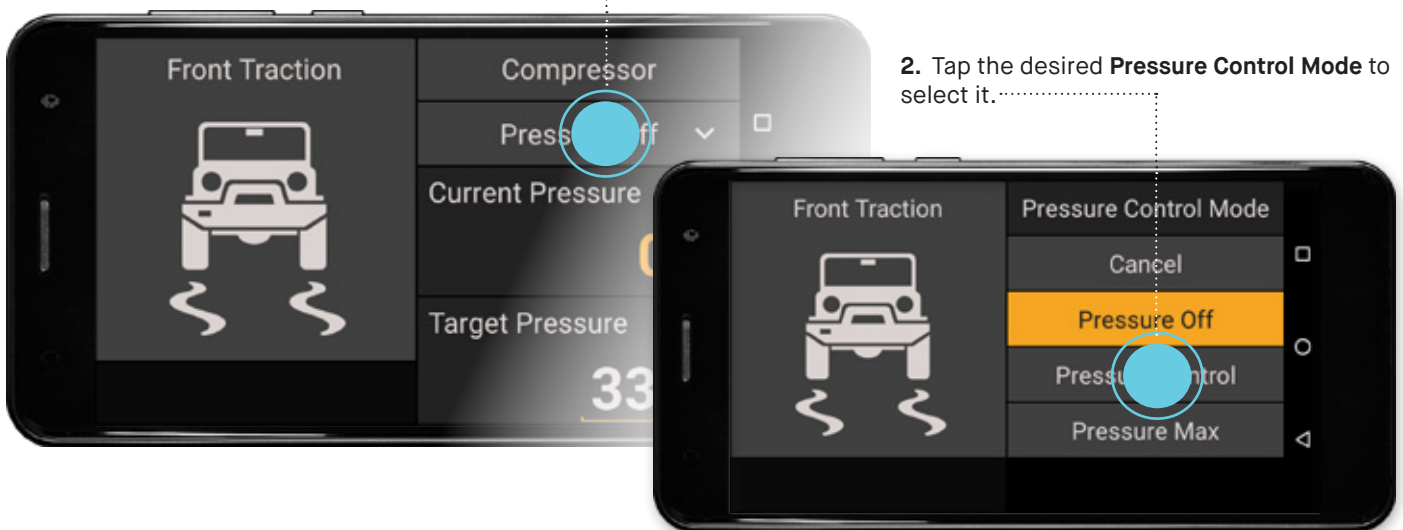 Front Traction
Compressor
Current Pressure
Target Pressure
33
2. Tap the desired Pressure Control Mode to
select it.
Front Traction
Pressure Control Mode
Cancel
Pressure Off
Pressure Max